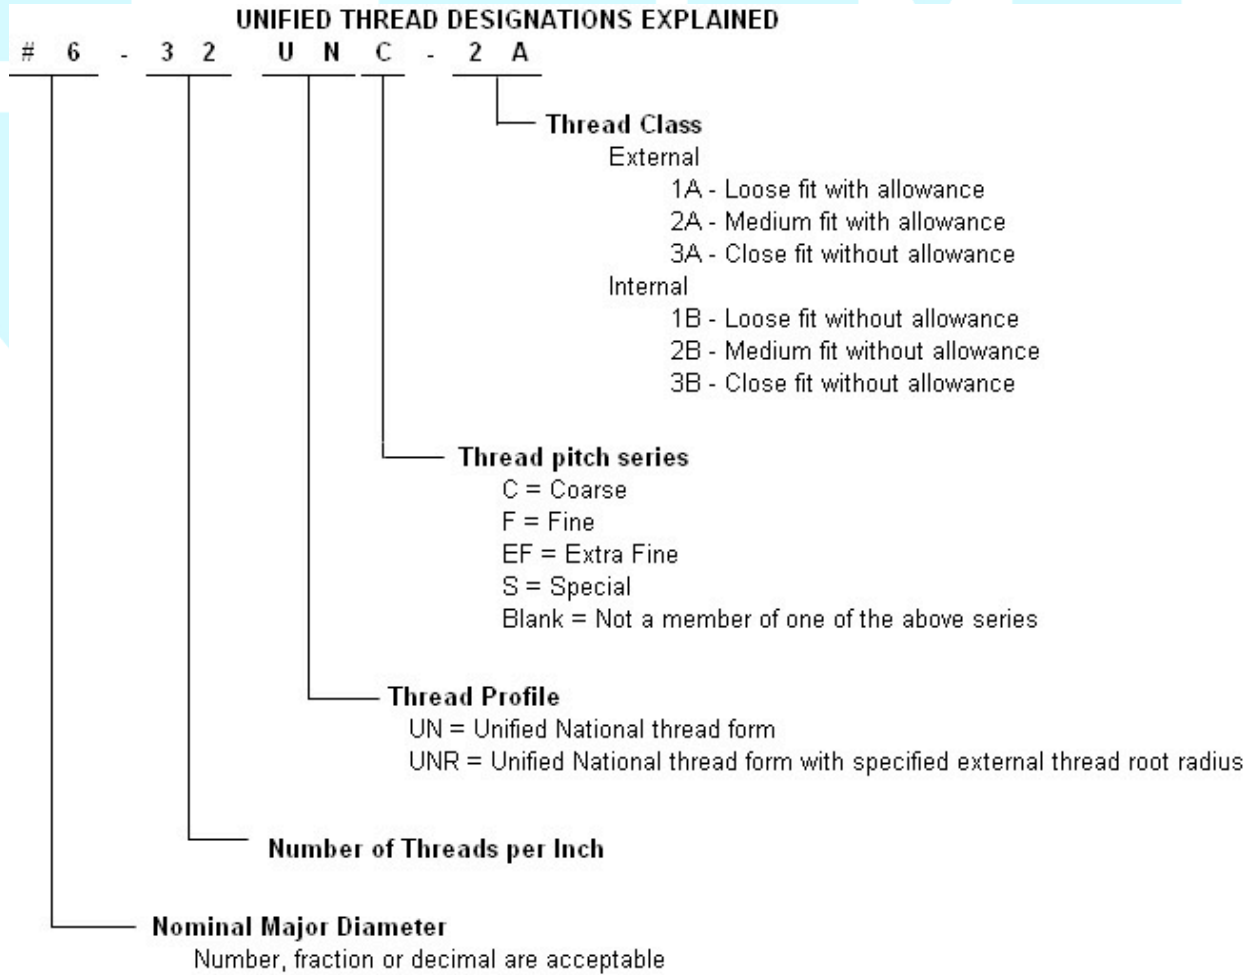 UNIFIED THREAD DESIGNATIONS EXPLAINED
# 6 - 3 2 U N C - 2 A
Thread Class
External
1A - Loose fit with allowance
2A - Medium fit with allowance
3A - Close fit without allowance
Internal
1B - Loose fit without allowance
2B - Medium fit without allowance
3B - Close fit without allowance
Thread pitch series
C = Coarse
F = Fine
EF = Extra Fine
S = Special
Blank = Not a member of one of the above series
Thread Profile
UN = Unified National thread form
UNR = Unified National thread form with specified external thread root radius
Number of Threads per Inch
Nominal Major Diameter
Number, fraction or decimal are acceptable